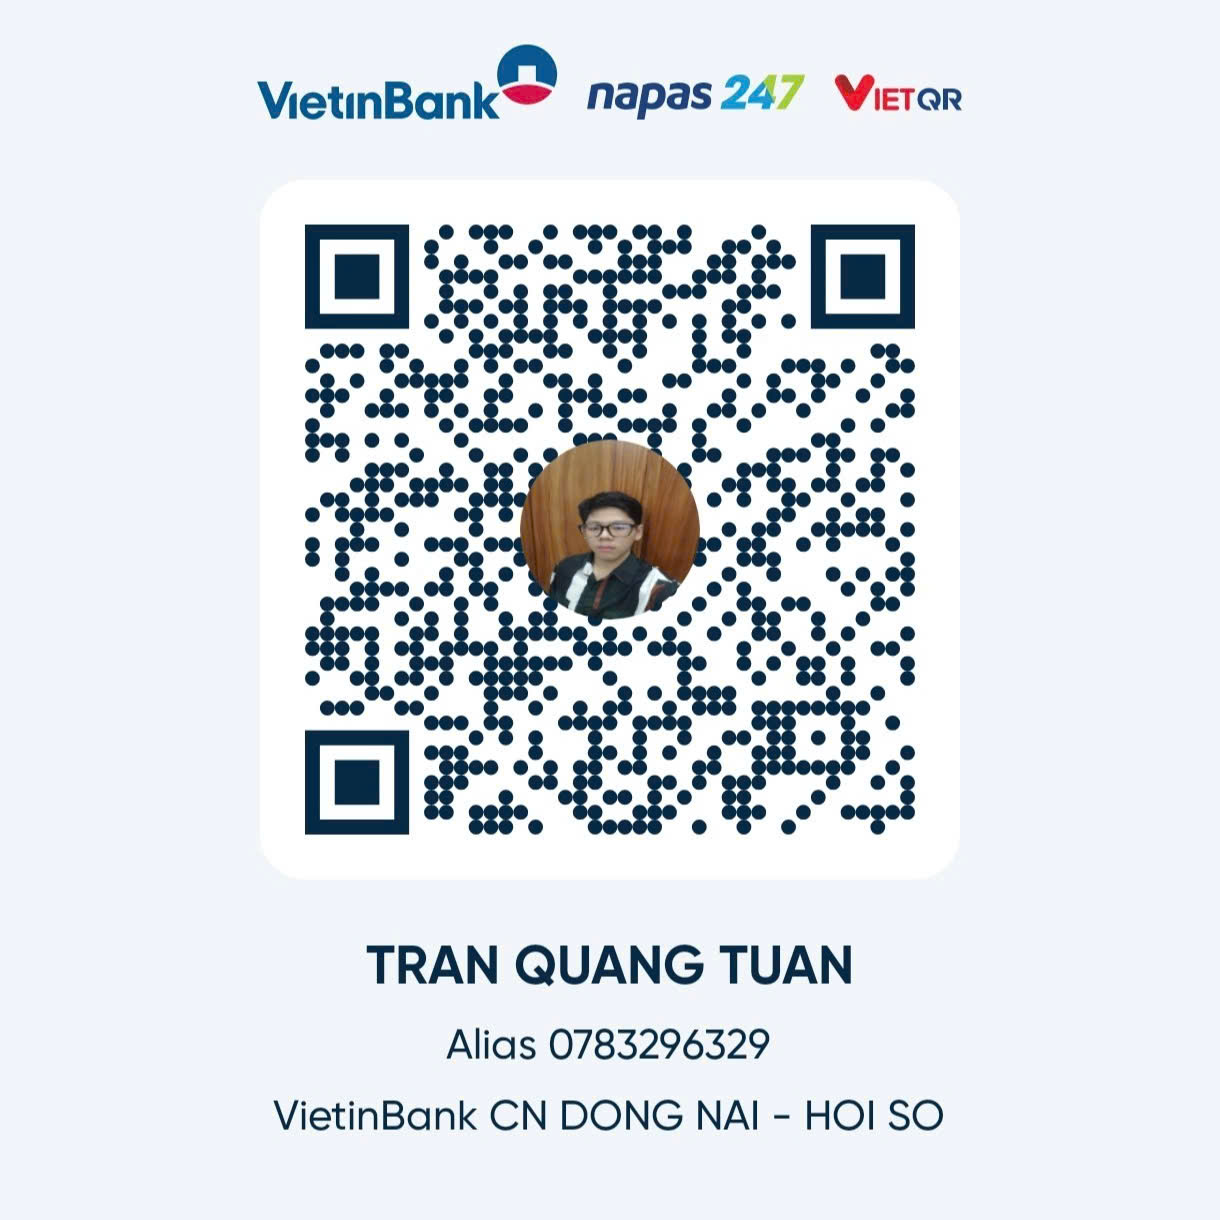 VietinBank napas 247 VIETQR
TRAN QUANG TUAN
Alias 0783296329
VietinBank CN DONG NAI - HOI SO